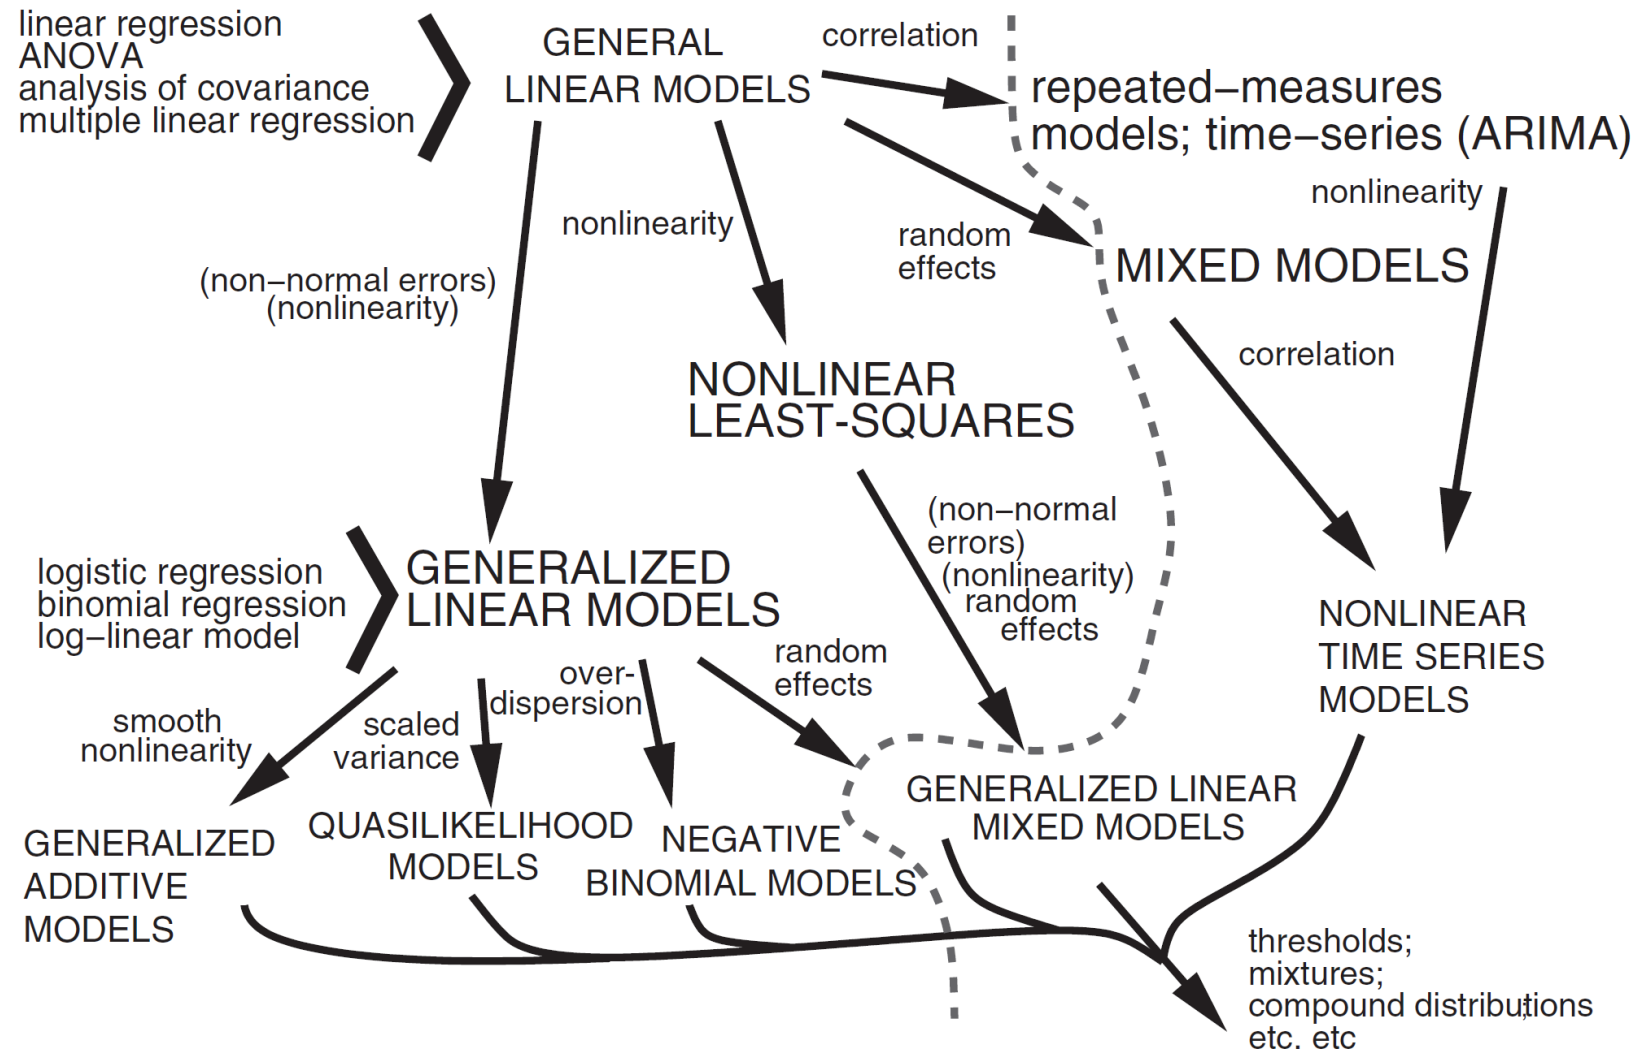 linear regression
ANOVA
analysis of covariance
multiple linear regression
GENERAL
LINEAR MODELS
correlation
repeated−measures
models; time−series (ARIMA)
nonlinearity
random
effects
MIXED MODELS
nonlinearity
(non−normal errors)
(nonlinearity)
correlation
NONLINEAR
LEAST-SQUARES
(non−normal
errors)
(nonlinearity)
random
effects
logistic regression
binomial regression
log−linear model
GENERALIZED
LINEAR MODELS
NONLINEAR
TIME SERIES
MODELS
smooth
nonlinearity
scaled
variance
over-
dispersion
random
effects
GENERALIZED
ADDITIVE
MODELS
QUASILIKELIHOOD
MODELS
NEGATIVE
BINOMIAL MODELS
GENERALIZED LINEAR
MIXED MODELS
thresholds;
mixtures;
compound distributions;
etc. etc